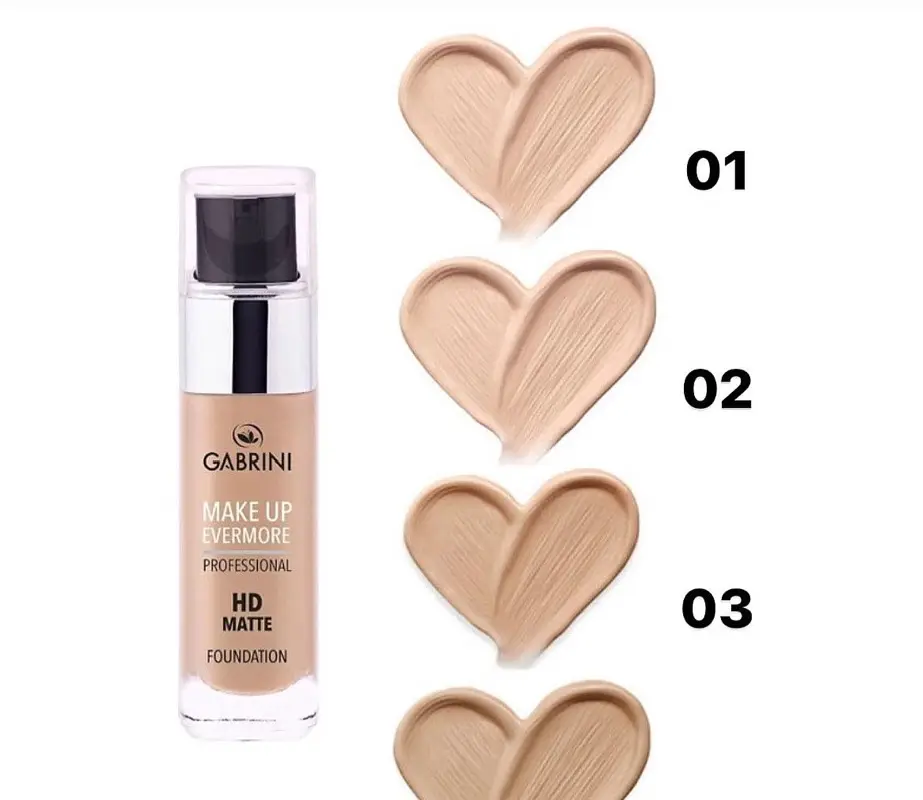 GABRINI
MAKE UP
EVERMORE
PROFESSIONAL
HD
MATTE
FOUNDATION
01
02
03